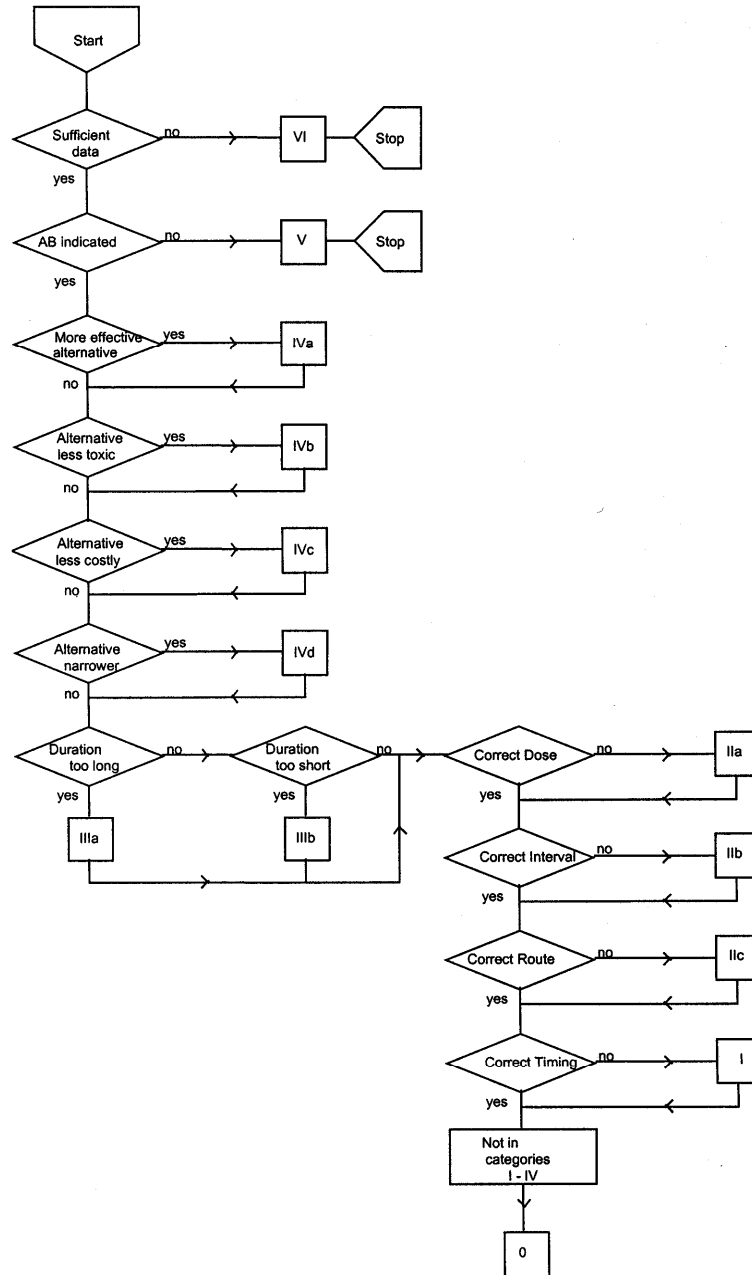 Start
Sufficient
data
no
VI
Stop
yes
AB indicated
no
V
Stop
yes
More effective
alternative
yes
IVa
no
Alternative
less toxic
yes
IVb
no
Alternative
less costly
yes
IVc
no
Alternative
narrower
yes
IVd
no
Duration
too long
no
Duration
too short
no
Correct Dose
no
IIa
yes
yes
yes
IIIa
IIIb
Correct Interval
no
IIb
yes
Correct Route
no
IIc
yes
Correct Timing
no
I
yes
Not in
categories
I - IV
0